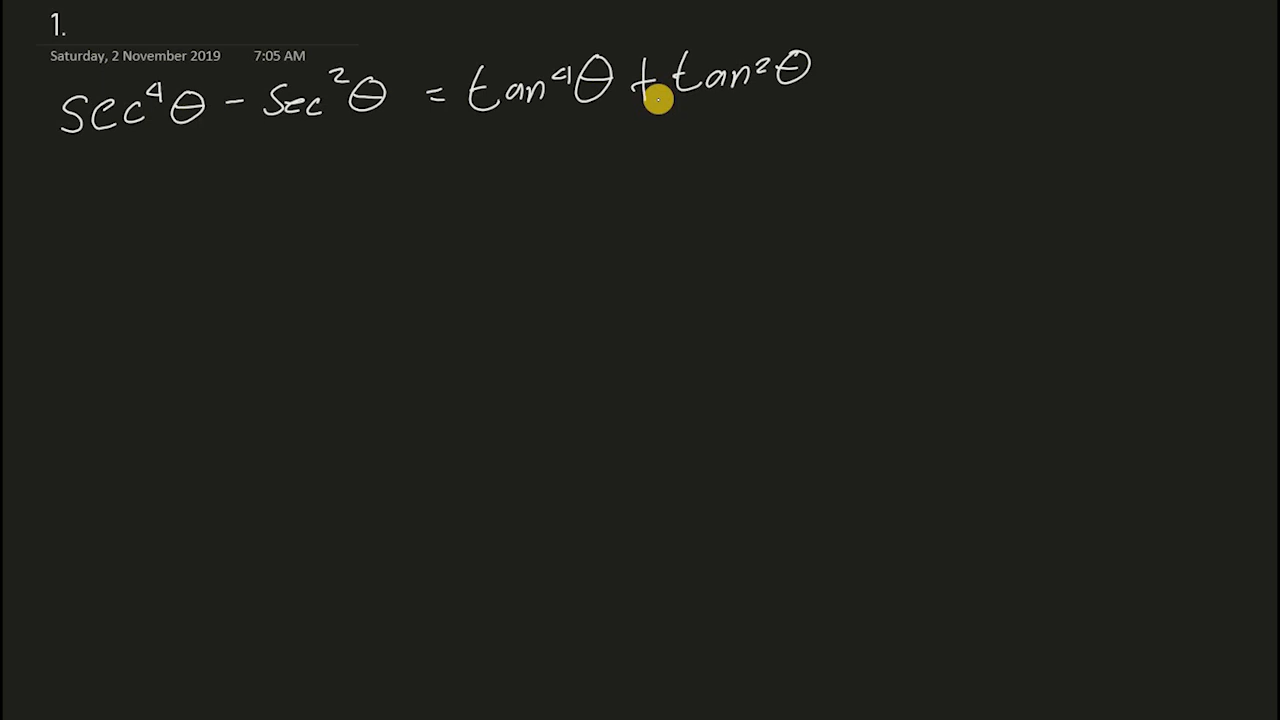 1.
Saturday, 2 November 2019 7:05 AM
sec⁴θ - sec²θ = tan⁴θ + tan²θ